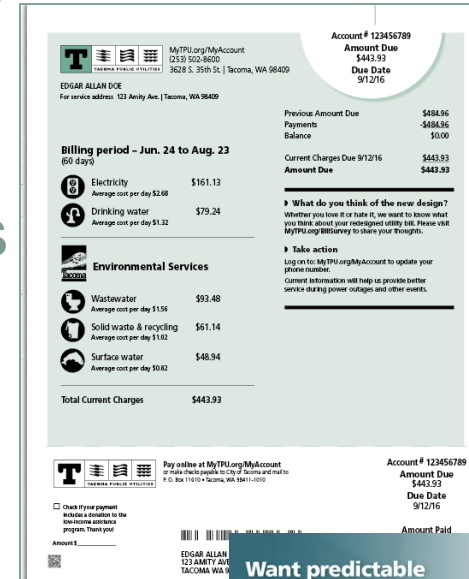 Account # 123456789
Amount Due
$443.93
Due Date
9/12/16
T
TACOMA PUBLIC UTILITIES
MyTPU.org/MyAccount
(253) 502-8600
3628 S. 35th St. | Tacoma, WA 98409
EDGAR ALLAN DOE
For service address 123 Amity Ave. | Tacoma, WA 98409
Previous Amount Due $484.96
Payments -$484.96
Balance $0.00
Current Charges Due 9/12/16 $443.93
Amount Due $443.93
Billing period – Jun. 24 to Aug. 23
(60 days)
Electricity $161.13
Average cost per day $2.68
Drinking water $79.24
Average cost per day $1.32
What do you think of the new design?
Whether you love it or hate it, we want to know what
you think about your redesigned utility bill. Please visit
MyTPU.org/BillSurvey to share your thoughts.
Take action
Log on to: MyTPU.org/MyAccount to update your
phone number.
Current information will help us provide better
service during power outages and other events.
s
Tacoma
Environmental Services
Wastewater $93.48
Average cost per day $1.56
Solid waste & recycling $61.14
Average cost per day $1.02
Surface water $48.94
Average cost per day $0.82
Total Current Charges $443.93
T
TACOMA PUBLIC UTILITIES
Pay online at MyTPU.org/MyAccount
or make checks payable to City of Tacoma and mail to
P. O. Box 11010 • Tacoma, WA 98411-1010
Account # 123456789
Amount Due
$443.93
Due Date
9/12/16
Amount Paid
Check if your payment
includes a donation to the
low-income assistance
program. Thank you!
Amount $
EDGAR ALLAN
123 AMITY AVE
TACOMA WA 9
Want predictable